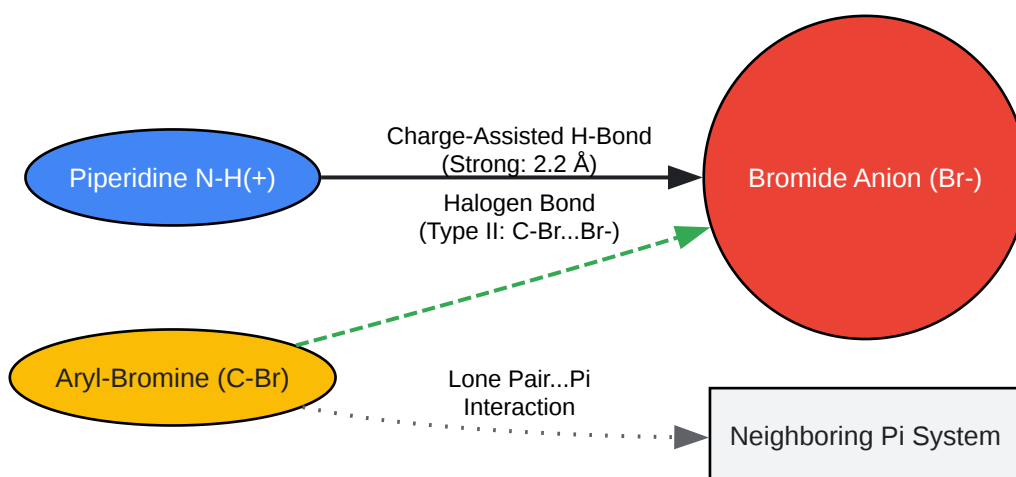 Charge-Assisted H-Bond
(Strong: 2.2 Å)
Piperidine N-H(+)
Bromide Anion (Br-)
Halogen Bond
(Type II: C-Br...Br-)
Aryl-Bromine (C-Br)
Lone Pair...Pi
Interaction
Neighboring Pi System